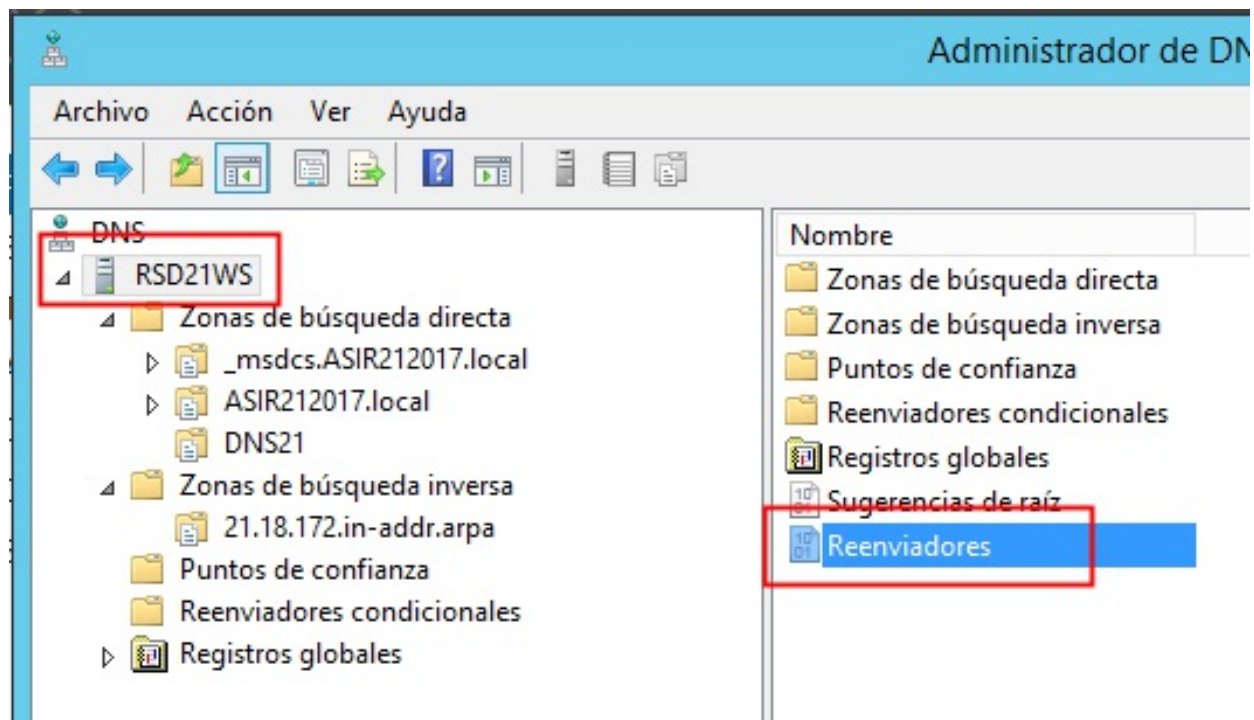 Administrador de DN
Archivo Acción Ver Ayuda
DNS
RSD21WS
Zonas de búsqueda directa
_msdcs.ASIR212017.local
ASIR212017.local
DNS21
Zonas de búsqueda inversa
21.18.172.in-addr.arpa
Puntos de confianza
Reenviadores condicionales
Registros globales
Nombre
Zonas de búsqueda directa
Zonas de búsqueda inversa
Puntos de confianza
Reenviadores condicionales
Registros globales
Sugerencias de raíz
Reenviadores